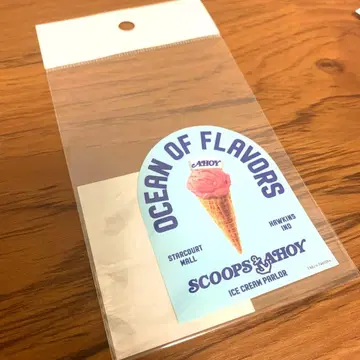 OCEAN OF FLAVORS
AHOY
STARCOURT
MALL
HAWKINS
IND
SCOOPS AHOY
ICE CREAM PARLOR